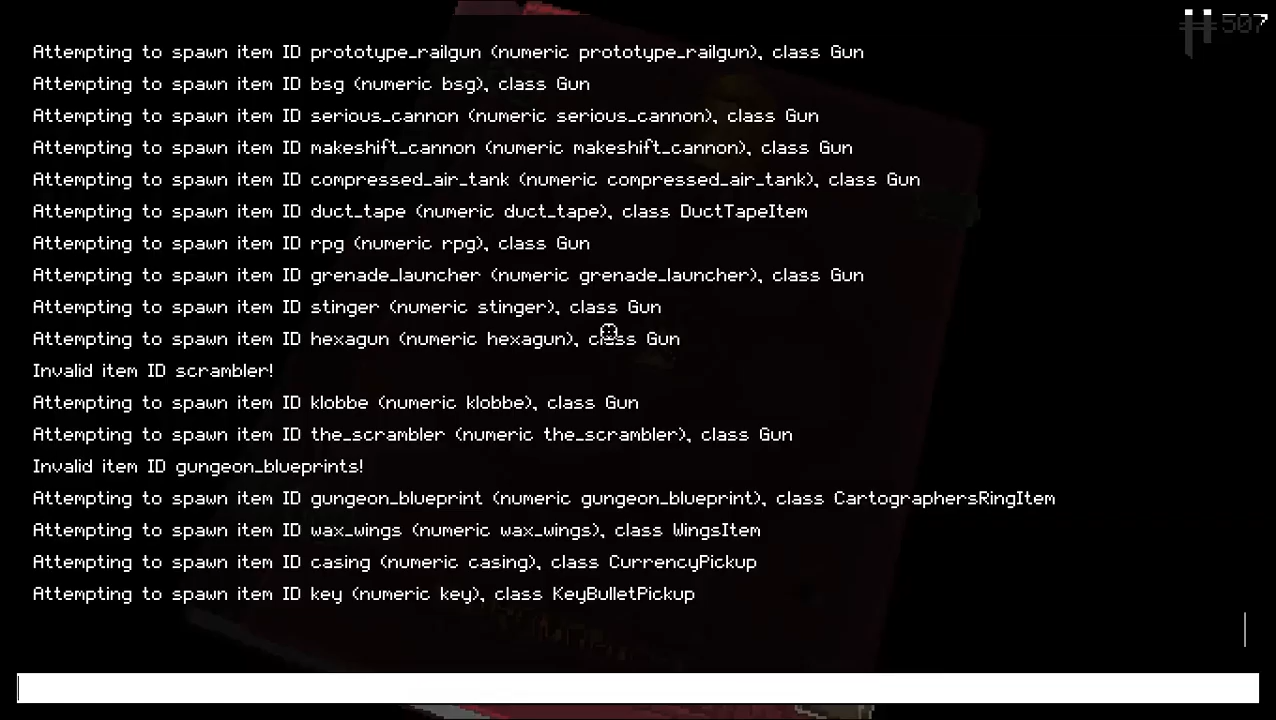 507
Attempting to spawn item ID prototype_railgun (numeric prototype_railgun), class Gun
Attempting to spawn item ID bsg (numeric bsg), class Gun
Attempting to spawn item ID serious_cannon (numeric serious_cannon), class Gun
Attempting to spawn item ID makeshift_cannon (numeric makeshift_cannon), class Gun
Attempting to spawn item ID compressed_air_tank (numeric compressed_air_tank), class Gun
Attempting to spawn item ID duct_tape (numeric duct_tape), class DuctTapeItem
Attempting to spawn item ID rpg (numeric rpg), class Gun
Attempting to spawn item ID grenade_launcher (numeric grenade_launcher), class Gun
Attempting to spawn item ID stinger (numeric stinger), class Gun
Attempting to spawn item ID hexagun (numeric hexagun), class Gun
Invalid item ID scrambler!
Attempting to spawn item ID klobbe (numeric klobbe), class Gun
Attempting to spawn item ID the_scrambler (numeric the_scrambler), class Gun
Invalid item ID gungeon_blueprints!
Attempting to spawn item ID gungeon_blueprint (numeric gungeon_blueprint), class CartographersRingItem
Attempting to spawn item ID wax_wings (numeric wax_wings), class WingsItem
Attempting to spawn item ID casing (numeric casing), class CurrencyPickup
Attempting to spawn item ID key (numeric key), class KeyBulletPickup